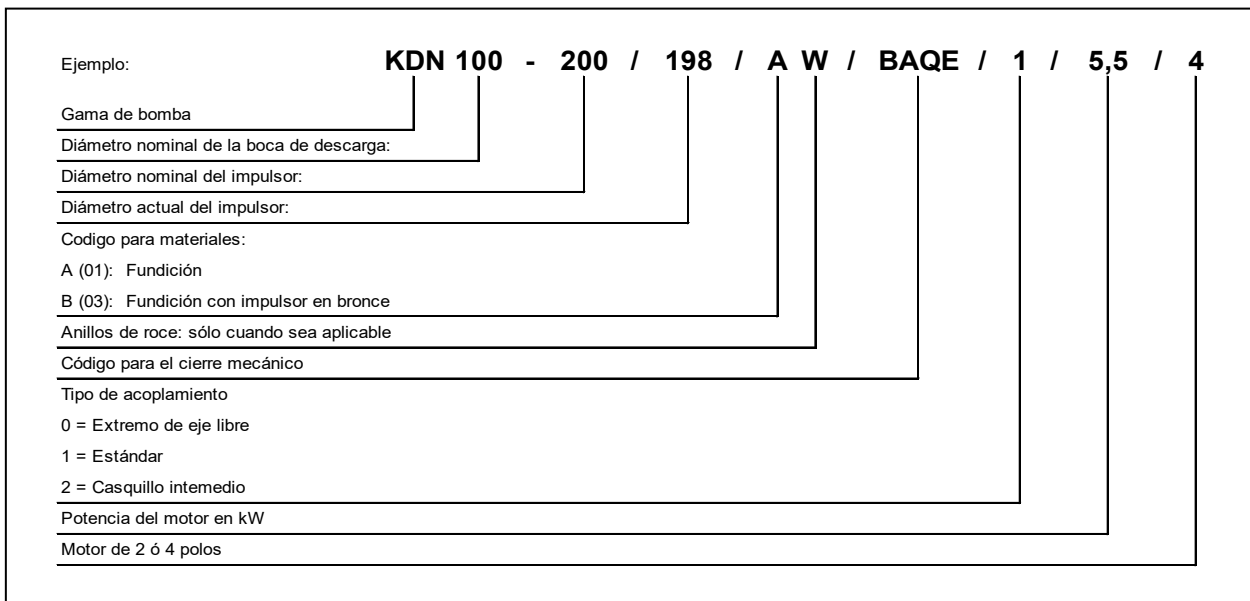 Ejemplo: KDN 100 - 200 / 198 / A W / BAQE / 1 / 5,5 / 4
Gama de bomba
Diámetro nominal de la boca de descarga:
Diámetro nominal del impulsor:
Diámetro actual del impulsor:
Codigo para materiales:
A (01): Fundición
B (03): Fundición con impulsor en bronce
Anillos de roce: sólo cuando sea aplicable
Código para el cierre mecánico
Tipo de acoplamiento
0 = Extremo de eje libre
1 = Estándar
2 = Casquillo intemedio
Potencia del motor en kW
Motor de 2 ó 4 polos